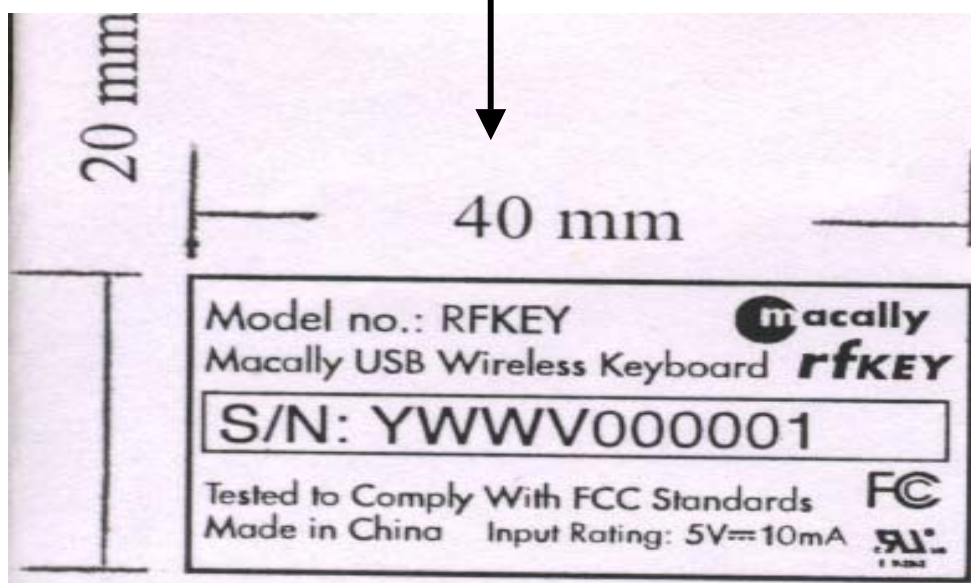 20 mm
40 mm
Model no.: RFKEY macally
Macally USB Wireless Keyboard rfKEY
S/N: YWWV000001
Tested to Comply With FCC Standards FC
Made in China Input Rating: 5V⎓10mA